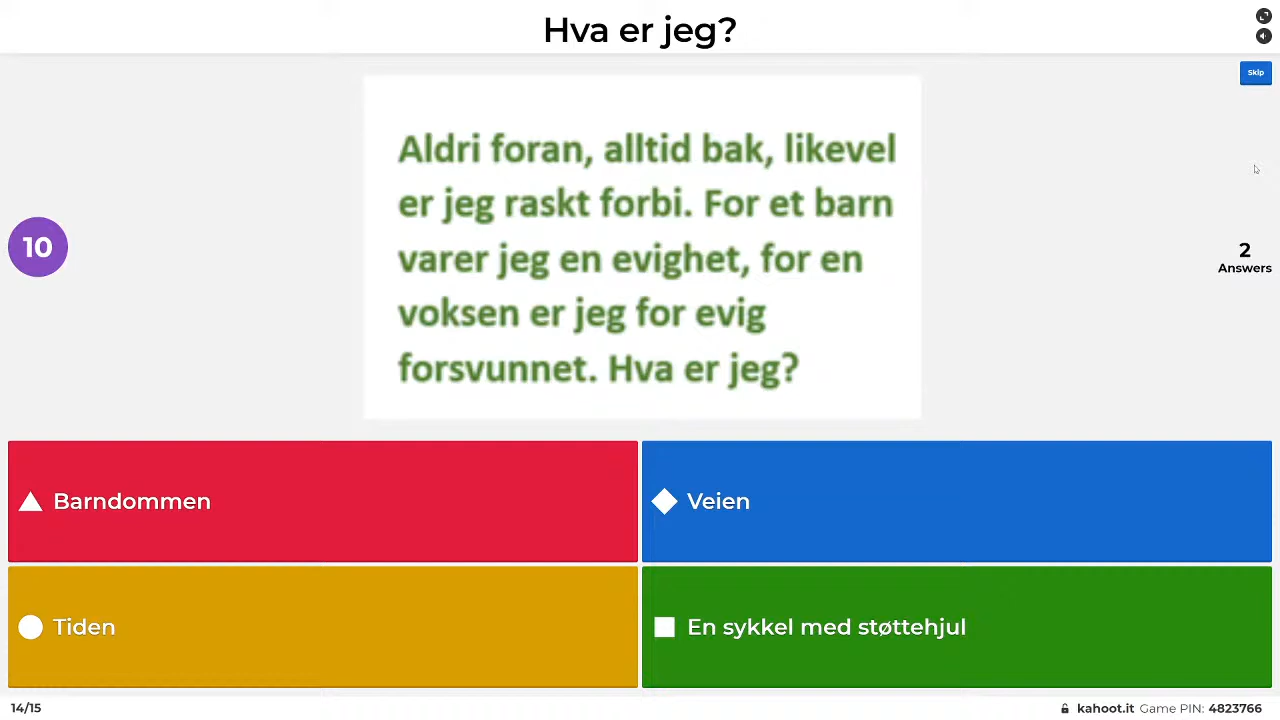 Hva er jeg?
Skip
Aldri foran, alltid bak, likevel
er jeg raskt forbi. For et barn
varer jeg en evighet, for en
voksen er jeg for evig
forsvunnet. Hva er jeg?
10
2
Answers
Barndommen
Veien
Tiden
En sykkel med støttehjul
14/15
kahoot.it Game PIN: 4823766